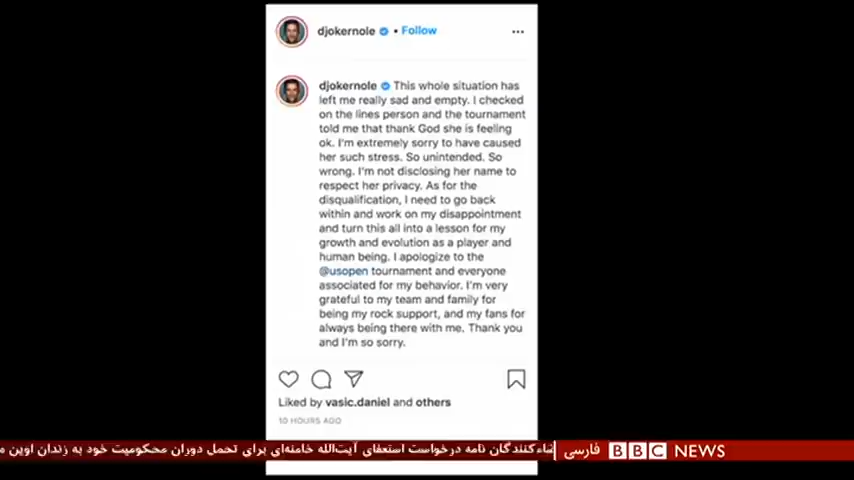 djokernole • Follow
djokernole This whole situation has
left me really sad and empty. I checked
on the lines person and the tournament
told me that thank God she is feeling
ok. I'm extremely sorry to have caused
her such stress. So unintended. So
wrong. I'm not disclosing her name to
respect her privacy. As for the
disqualification, I need to go back
within and work on my disappointment
and turn this all into a lesson for my
growth and evolution as a player and
human being. I apologize to the
@usopen tournament and everyone
associated for my behavior. I'm very
grateful to my team and family for
being my rock support, and my fans for
always being there with me. Thank you
and I'm so sorry.
Liked by vasic.daniel and others
10 HOURS AGO
کنندگان نامه درخواست استعفای آیت‌الله خامنه‌ای برای تحمل دوران محکومیت خود به زندان اوین
فارسی BBC NEWS